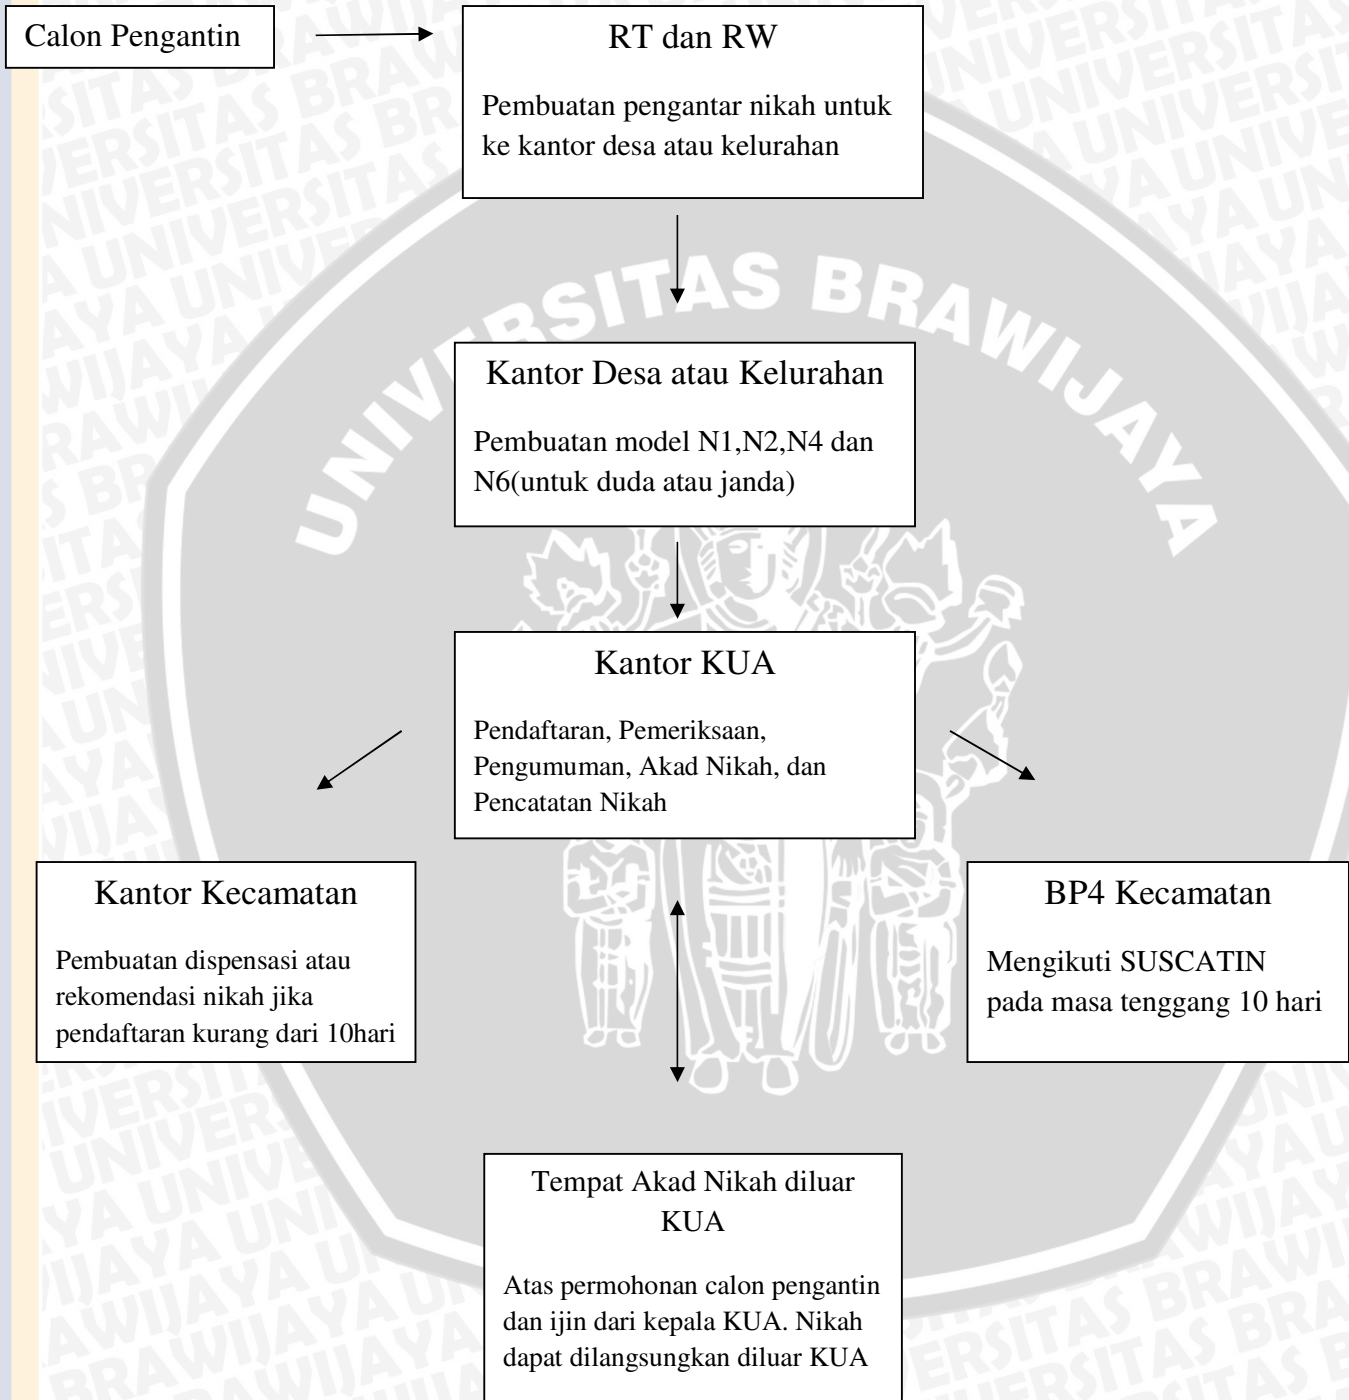 Calon Pengantin
RT dan RW
Pembuatan pengantar nikah untuk
ke kantor desa atau kelurahan
UNIVERSITAS BRAWIJAYA
Kantor Desa atau Kelurahan
Pembuatan model N1,N2,N4 dan
N6(untuk duda atau janda)
Kantor KUA
Pendaftaran, Pemeriksaan,
Pengumuman, Akad Nikah, dan
Pencatatan Nikah
Kantor Kecamatan
Pembuatan dispensasi atau
rekomendasi nikah jika
pendaftaran kurang dari 10hari
BP4 Kecamatan
Mengikuti SUSCATIN
pada masa tenggang 10 hari
Tempat Akad Nikah diluar
KUA
Atas permohonan calon pengantin
dan ijin dari kepala KUA. Nikah
dapat dilangsungkan diluar KUA